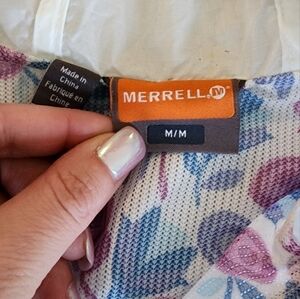 Made in
China
Fabriqué en
Chine
MERRELL
M/M